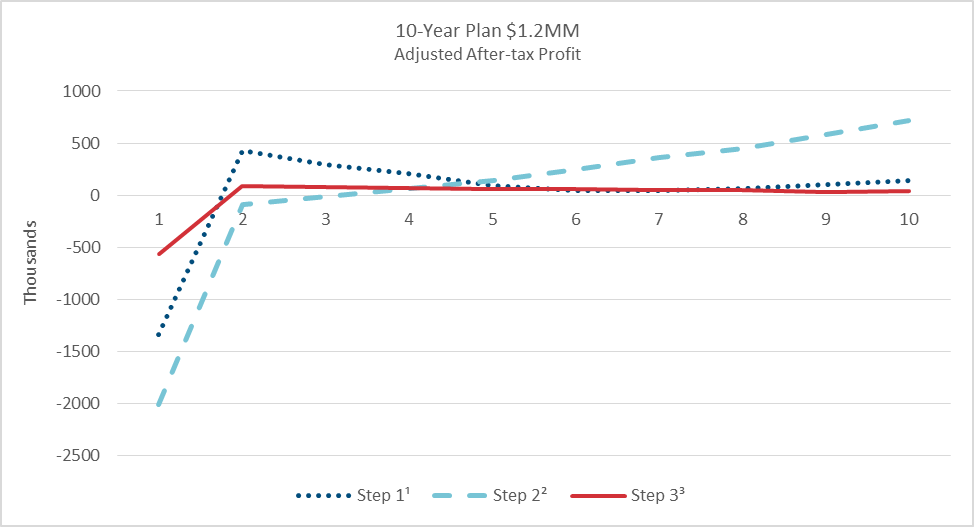 10-Year Plan $1.2MM
Adjusted After-tax Profit
1000
500
0
-500
-1000
-1500
-2000
-2500
Thousands
1 2 3 4 5 6 7 8 9 10
Step 1¹ Step 2² Step 3³